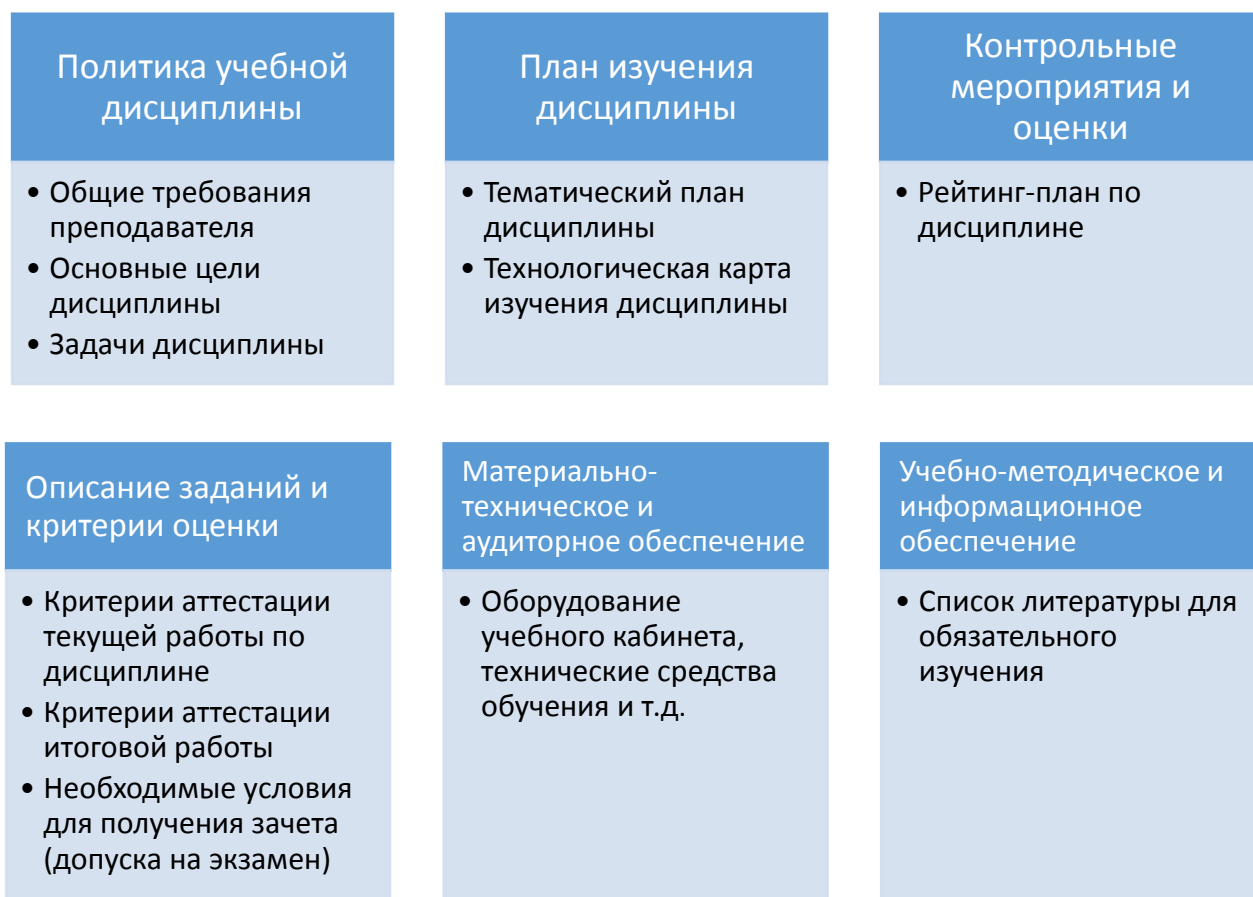 Политика учебной
дисциплины
• Общие требования
преподавателя
• Основные цели
дисциплины
• Задачи дисциплины
План изучения
дисциплины
• Тематический план
дисциплины
• Технологическая карта
изучения дисциплины
Контрольные
мероприятия и
оценки
• Рейтинг-план по
дисциплине
Описание заданий и
критерии оценки
• Критерии аттестации
текущей работы по
дисциплине
• Критерии аттестации
итоговой работы
• Необходимые условия
для получения зачета
(допуска на экзамен)
Материально-
техническое и
аудиторное обеспечение
• Оборудование
учебного кабинета,
технические средства
обучения и т.д.
Учебно-методическое и
информационное
обеспечение
• Список литературы для
обязательного
изучения